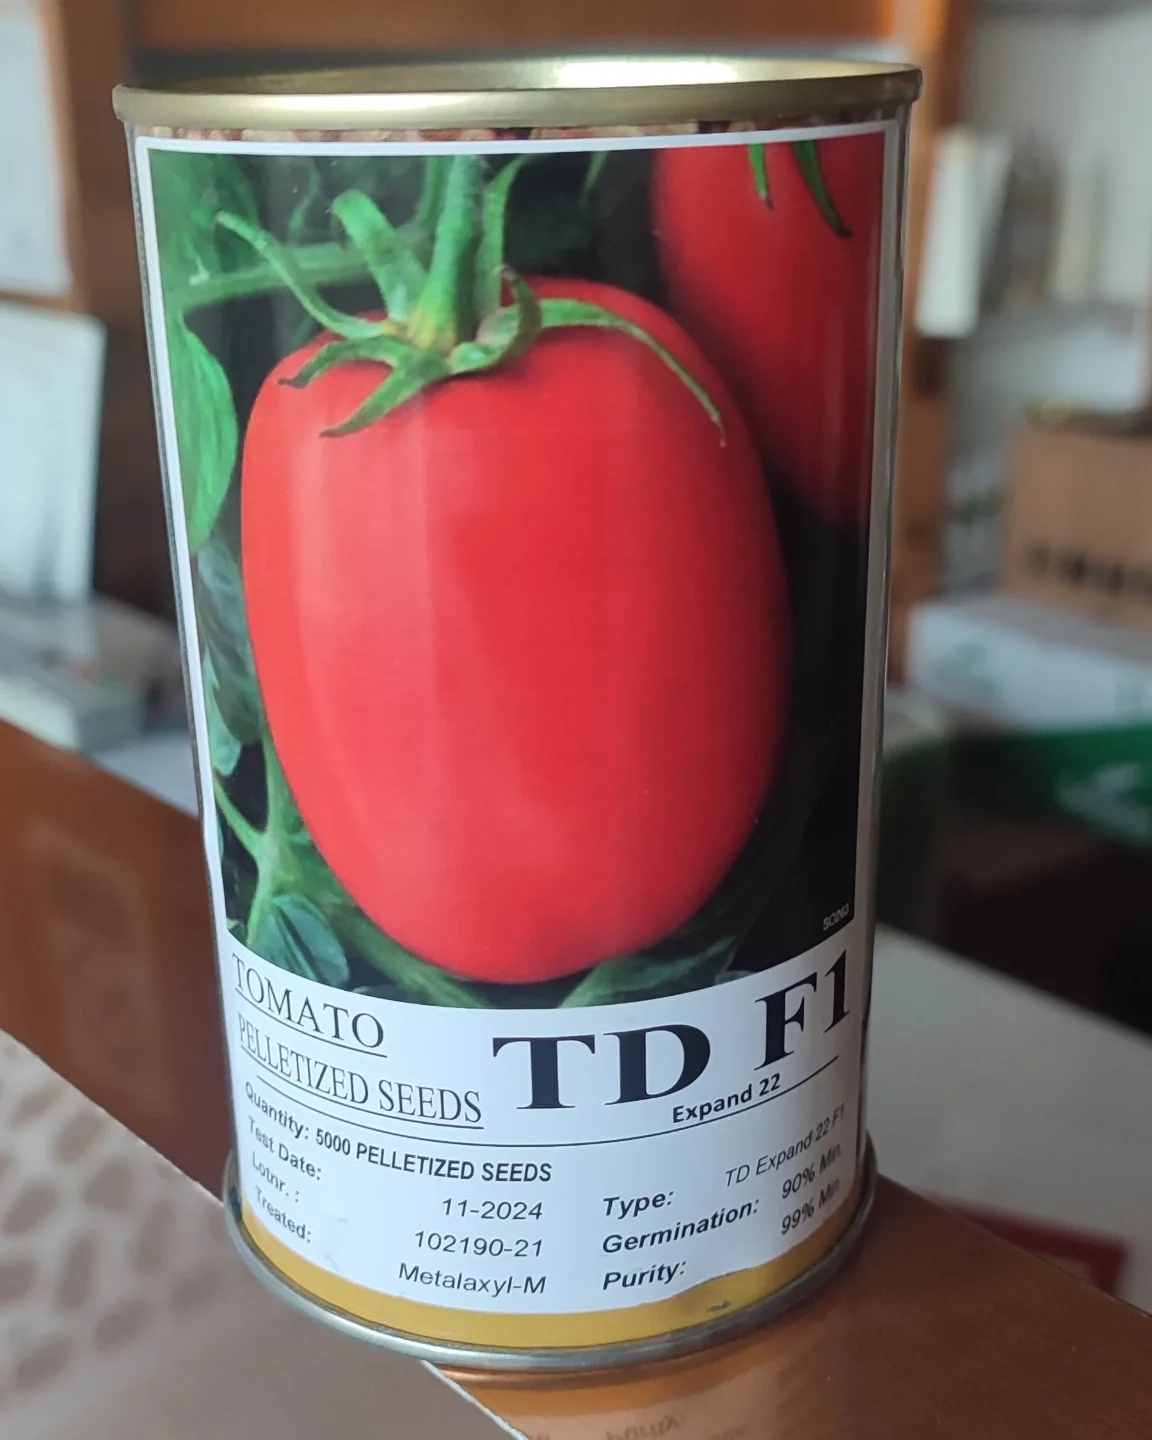 SC263
TOMATO
PELLETIZED SEEDS
TD F1
Expand 22
Quantity: 5000 PELLETIZED SEEDS
Test Date: 11-2024
Lotnr. : 102190-21
Treated: Metalaxyl-M
Type: TD Expand 22 F1
Germination: 90% Min.
Purity: 99% Min.